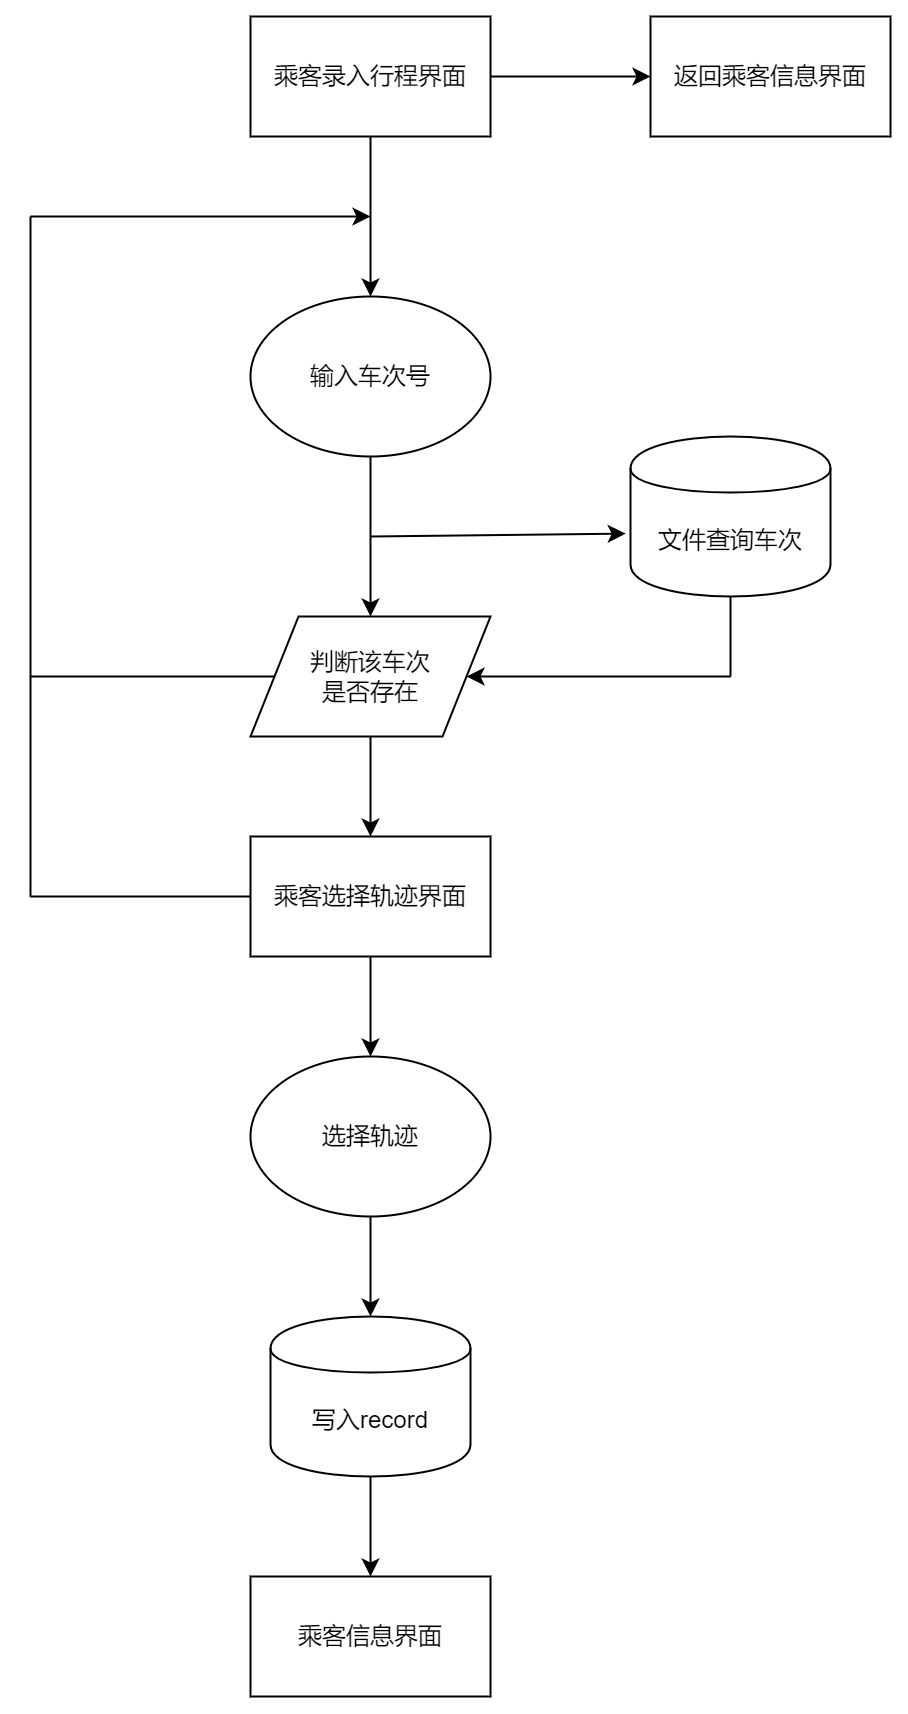 乘客录入行程界面
返回乘客信息界面
输入车次号
文件查询车次
判断该车次
是否存在
乘客选择轨迹界面
选择轨迹
写入record
乘客信息界面